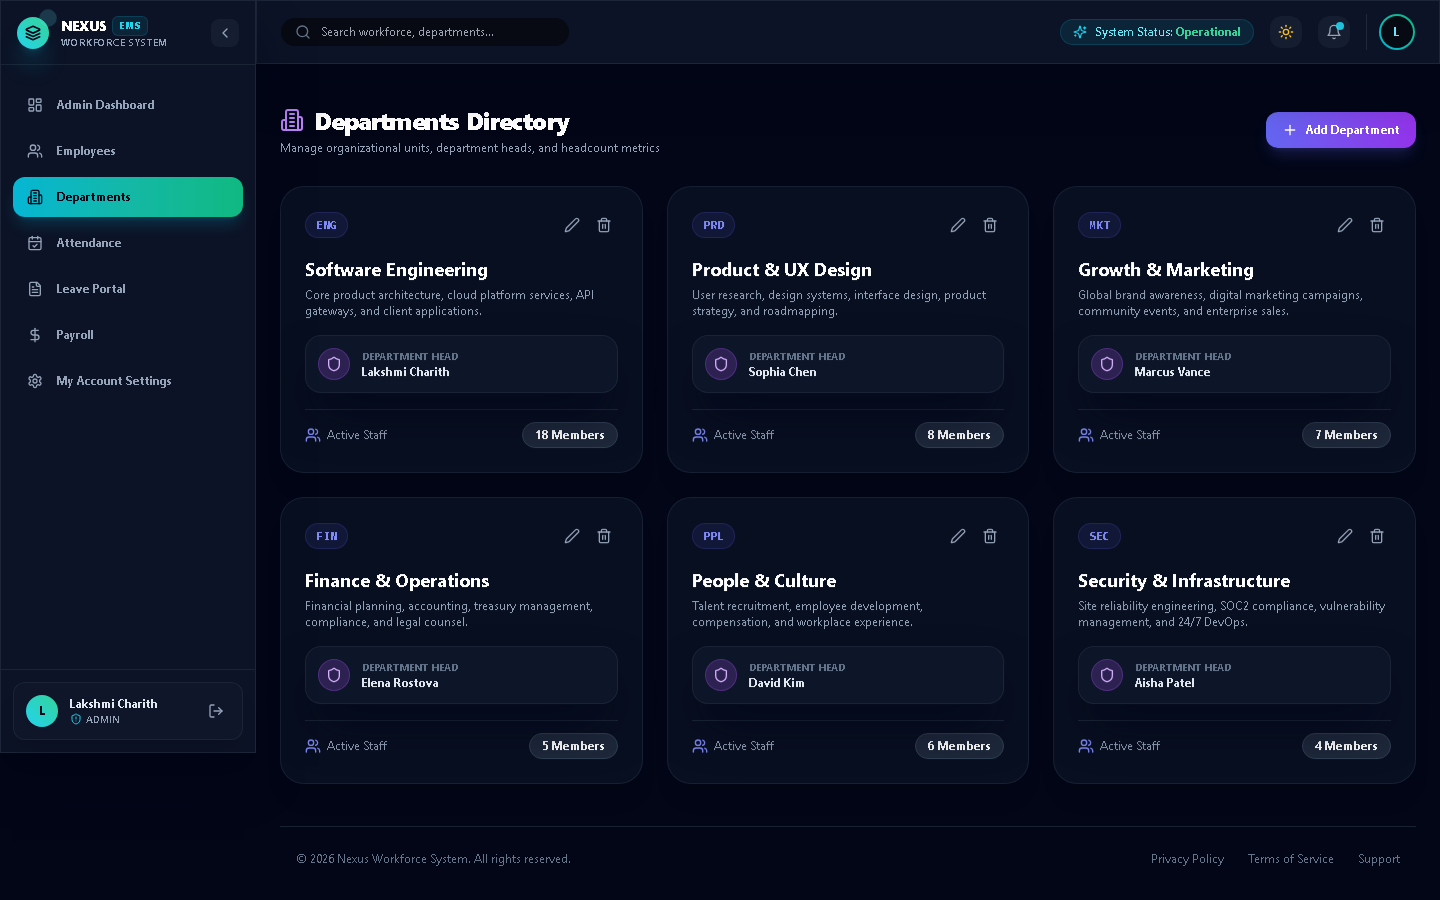 NEXUS EMS
WORKFORCE SYSTEM
Search workforce, departments...
System Status: Operational
L
Admin Dashboard
Employees
Departments
Attendance
Leave Portal
Payroll
My Account Settings
L
Lakshmi Charith
ADMIN
Departments Directory
Manage organizational units, department heads, and headcount metrics
Add Department
ENG
Software Engineering
Core product architecture, cloud platform services, API
gateways, and client applications.
DEPARTMENT HEAD
Lakshmi Charith
Active Staff
18 Members
PRD
Product & UX Design
User research, design systems, interface design, product
strategy, and roadmapping.
DEPARTMENT HEAD
Sophia Chen
Active Staff
8 Members
MKT
Growth & Marketing
Global brand awareness, digital marketing campaigns,
community events, and enterprise sales.
DEPARTMENT HEAD
Marcus Vance
Active Staff
7 Members
FIN
Finance & Operations
Financial planning, accounting, treasury management,
compliance, and legal counsel.
DEPARTMENT HEAD
Elena Rostova
Active Staff
5 Members
PPL
People & Culture
Talent recruitment, employee development,
compensation, and workplace experience.
DEPARTMENT HEAD
David Kim
Active Staff
6 Members
SEC
Security & Infrastructure
Site reliability engineering, SOC2 compliance, vulnerability
management, and 24/7 DevOps.
DEPARTMENT HEAD
Aisha Patel
Active Staff
4 Members
© 2026 Nexus Workforce System. All rights reserved.
Privacy Policy
Terms of Service
Support